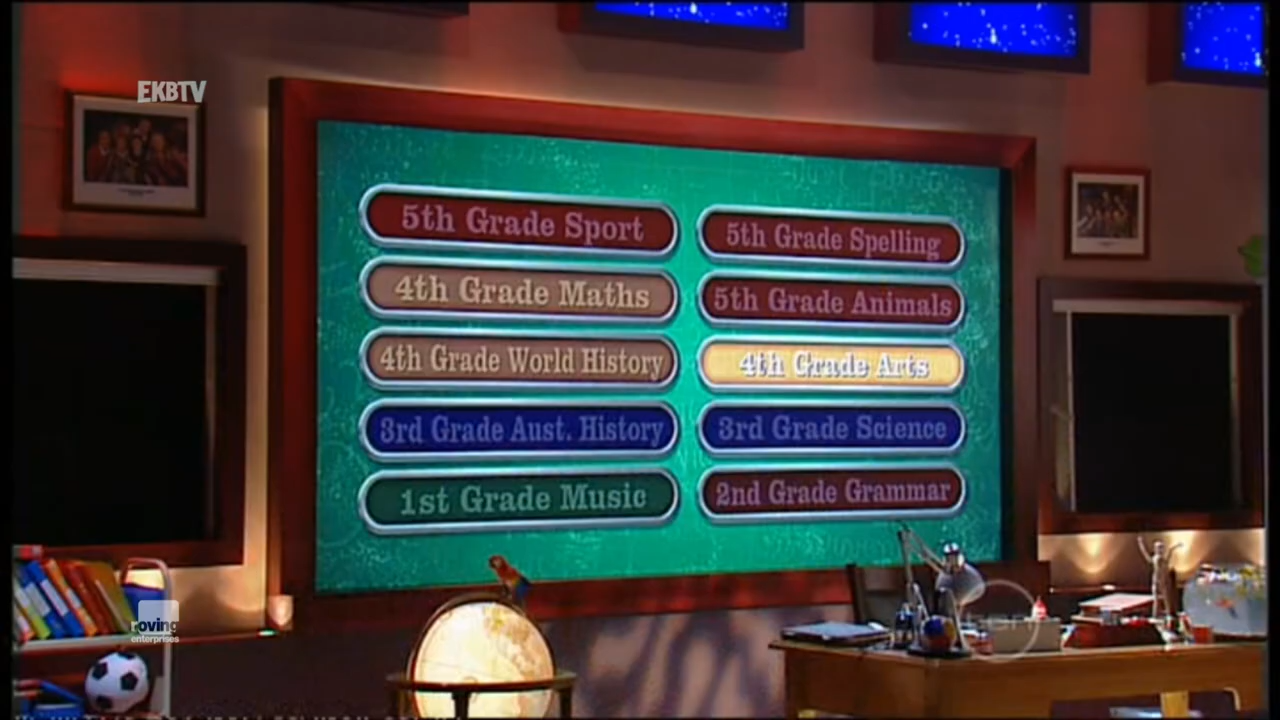 EKBTV
5th Grade Sport
5th Grade Spelling
4th Grade Maths
5th Grade Animals
4th Grade World History
4th Grade Arts
3rd Grade Aust. History
3rd Grade Science
1st Grade Music
2nd Grade Grammar
roving
enterprises